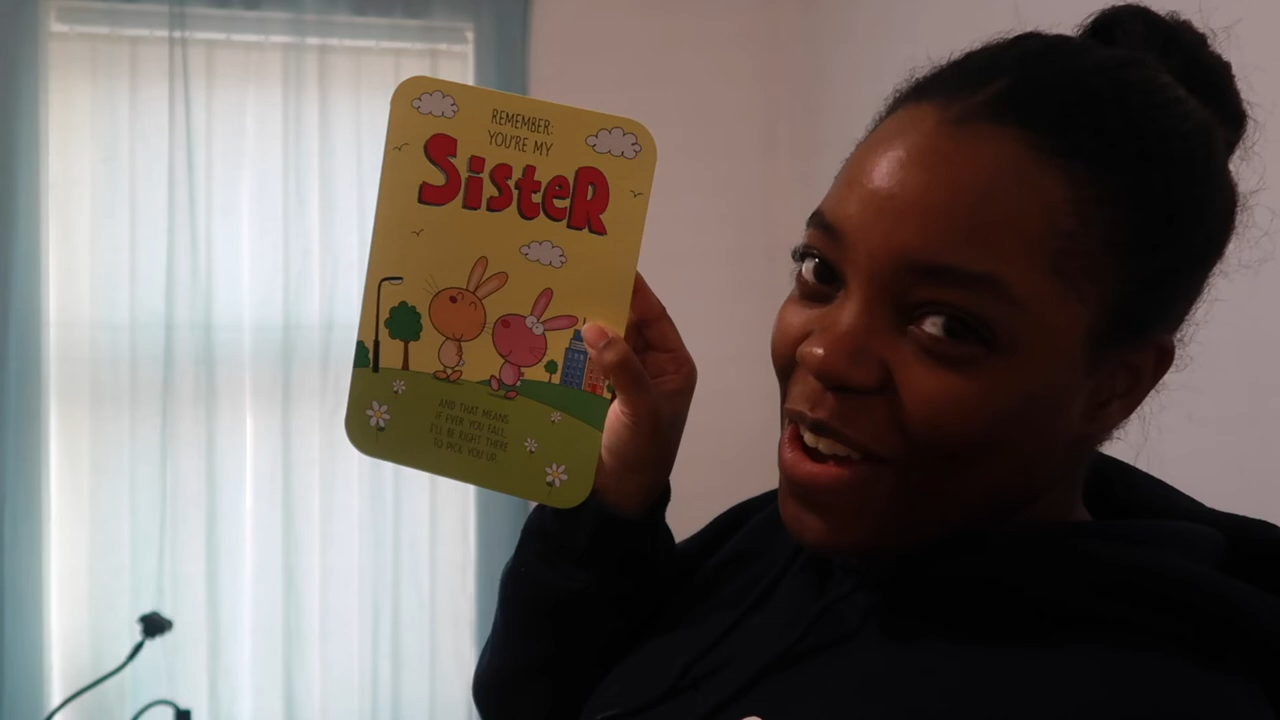 REMEMBER:
YOU'RE MY
SisteR
AND THAT MEANS
IF EVER YOU FALL,
I'LL BE RIGHT THERE
TO PICK YOU UP...